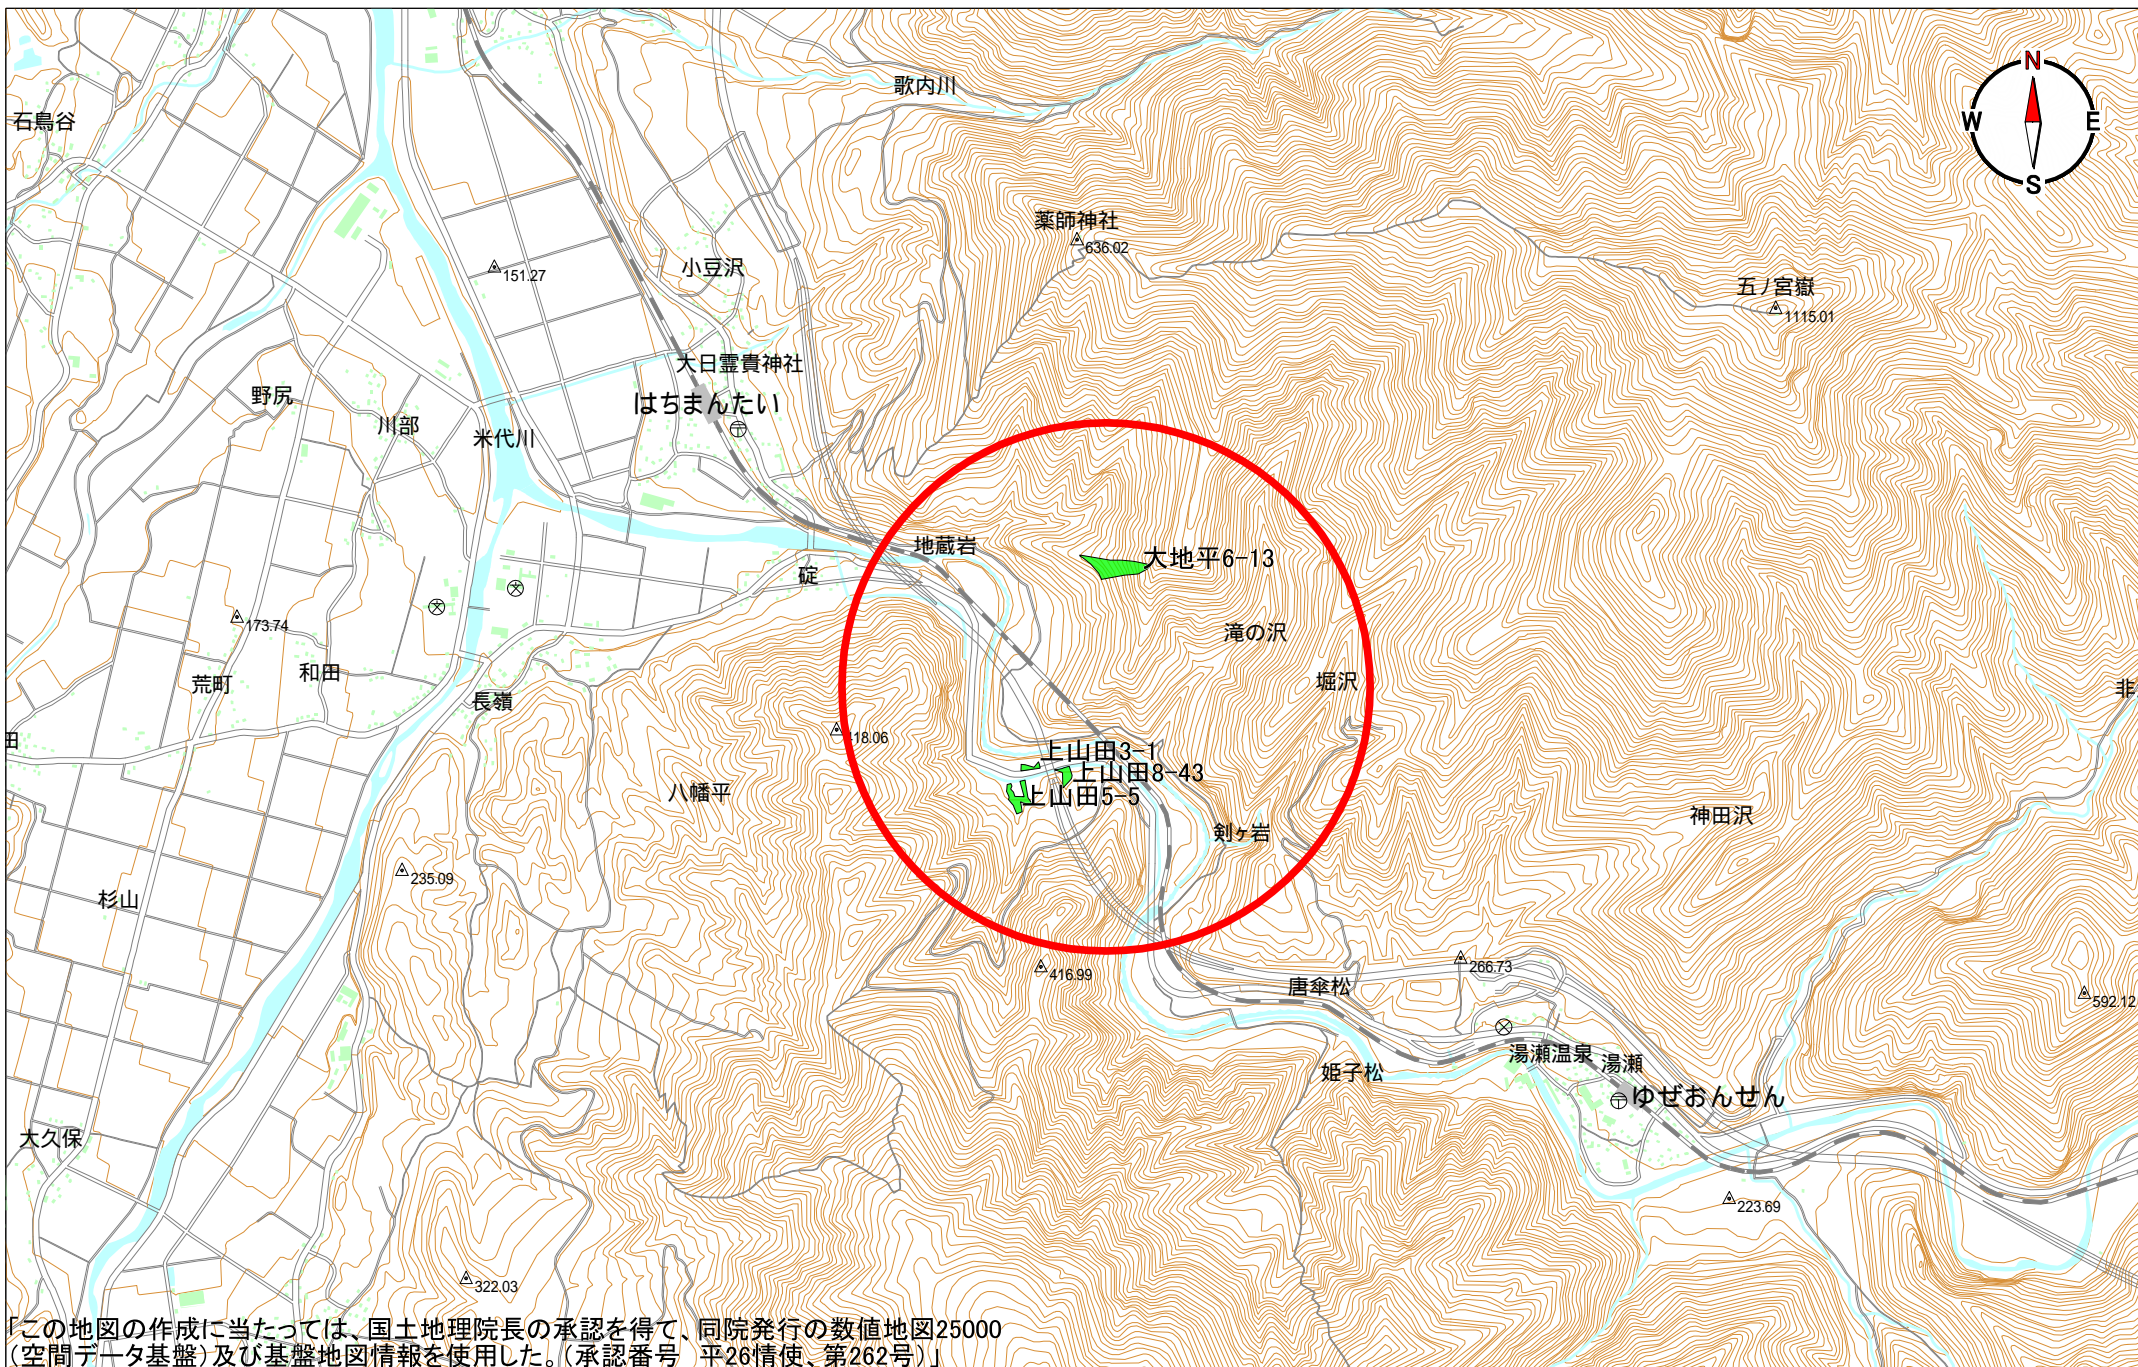 歌内川
N
W
E
S
石鳥谷
薬師神社
636.02
小豆沢
151.27
五ノ宮嶽
1115.01
大日霊貴神社
はちまんたい
野尻
川部
米代川
地蔵岩
大地平6-13
碇
173.74
滝の沢
和田
荒町
堀沢
非
長嶺
418.06
田
上山田3-1
上山田8-43
上山田5-5
八幡平
神田沢
剣ヶ岩
235.09
杉山
416.99
266.73
唐傘松
592.12
湯瀬温泉
湯瀬
姫子松
ゆぜおんせん
大久保
223.69
322.03
「この地図の作成に当たっては、国土地理院長の承認を得て、同院発行の数値地図25000
（空間データ基盤）及び基盤地図情報を使用した。（承認番号　平26情使、第262号）」